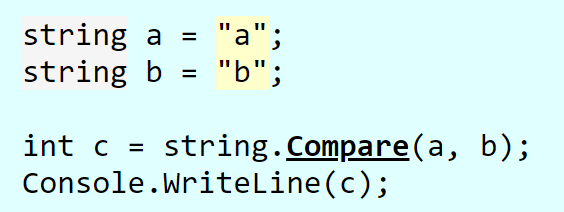 string a = "a";
string b = "b";
int c = string.Compare(a, b);
Console.WriteLine(c);